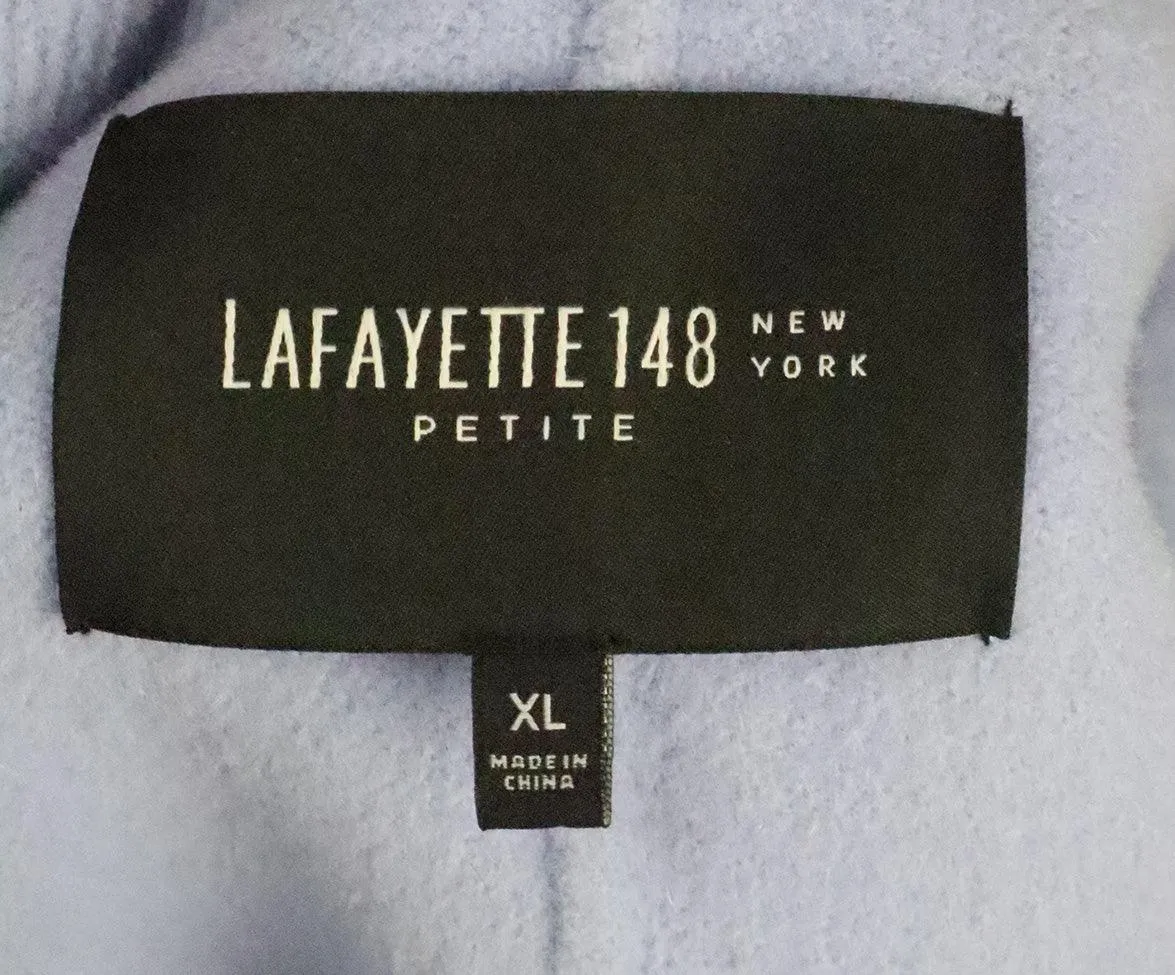 LAFAYETTE 148 NEW YORK
PETITE
XL
MADE IN
CHINA